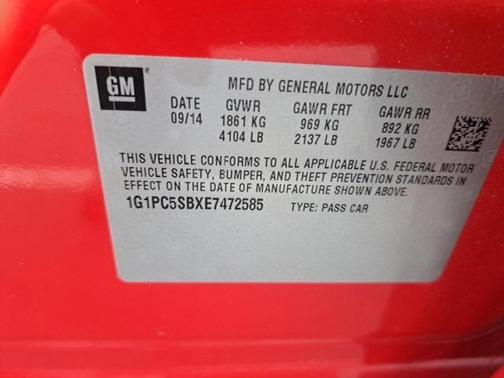 GM
MFD BY GENERAL MOTORS LLC
DATE GVWR GAWR FRT GAWR RR
09/14 1861 KG 969 KG 892 KG
4104 LB 2137 LB 1967 LB
THIS VEHICLE CONFORMS TO ALL APPLICABLE U.S. FEDERAL MOTOR
VEHICLE SAFETY, BUMPER, AND THEFT PREVENTION STANDARDS IN
EFFECT ON THE DATE OF MANUFACTURE SHOWN ABOVE.
1G1PC5SBXE7472585 TYPE: PASS CAR